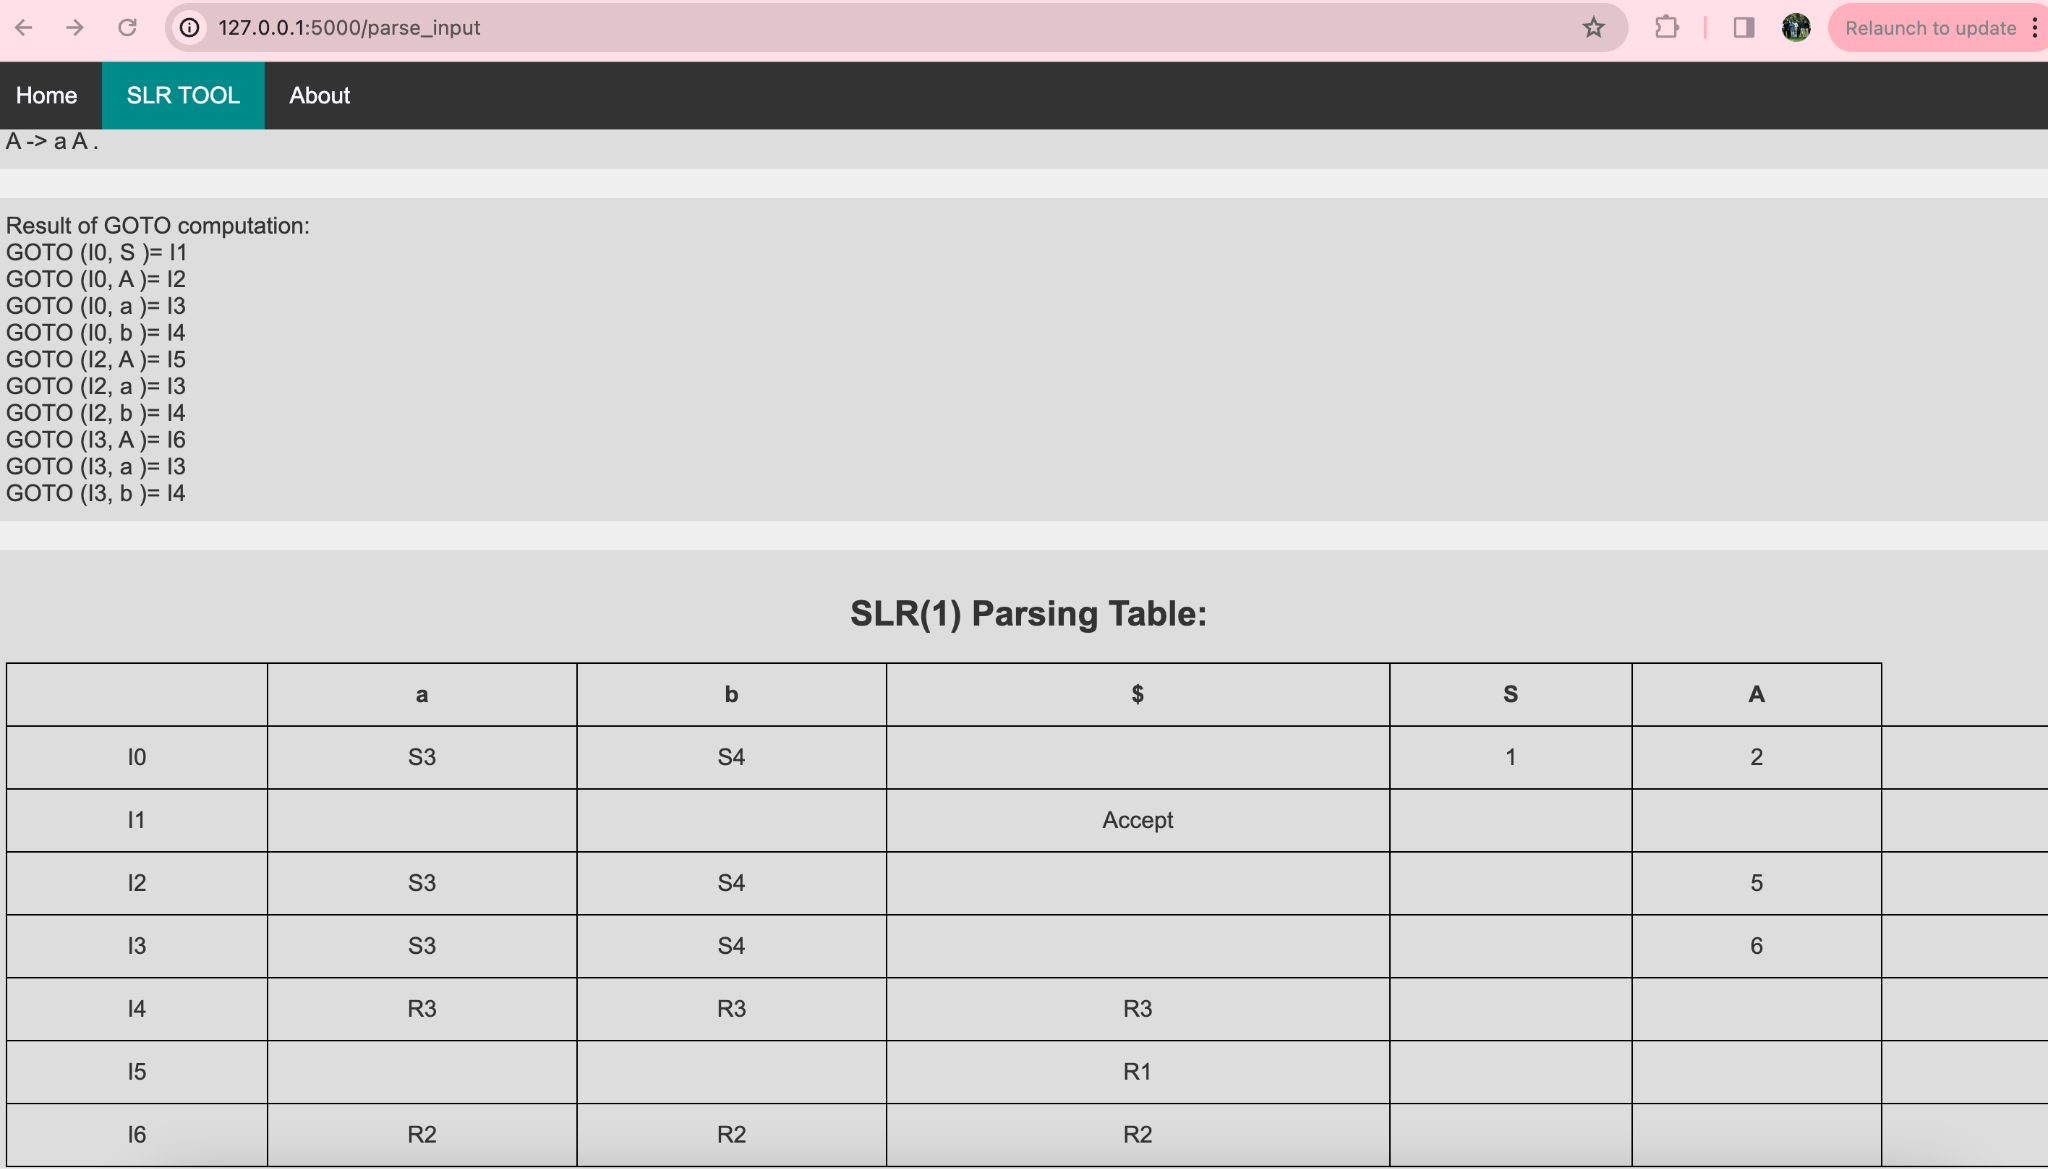 127.0.0.1:5000/parse_input
Relaunch to update
Home SLR TOOL About
A -> a A .
Result of GOTO computation:
GOTO (I0, S )= I1
GOTO (I0, A )= I2
GOTO (I0, a )= I3
GOTO (I0, b )= I4
GOTO (I2, A )= I5
GOTO (I2, a )= I3
GOTO (I2, b )= I4
GOTO (I3, A )= I6
GOTO (I3, a )= I3
GOTO (I3, b )= I4
SLR(1) Parsing Table:
a b $ S A
I0 S3 S4 1 2
I1 Accept
I2 S3 S4 5
I3 S3 S4 6
I4 R3 R3 R3
I5 R1
I6 R2 R2 R2